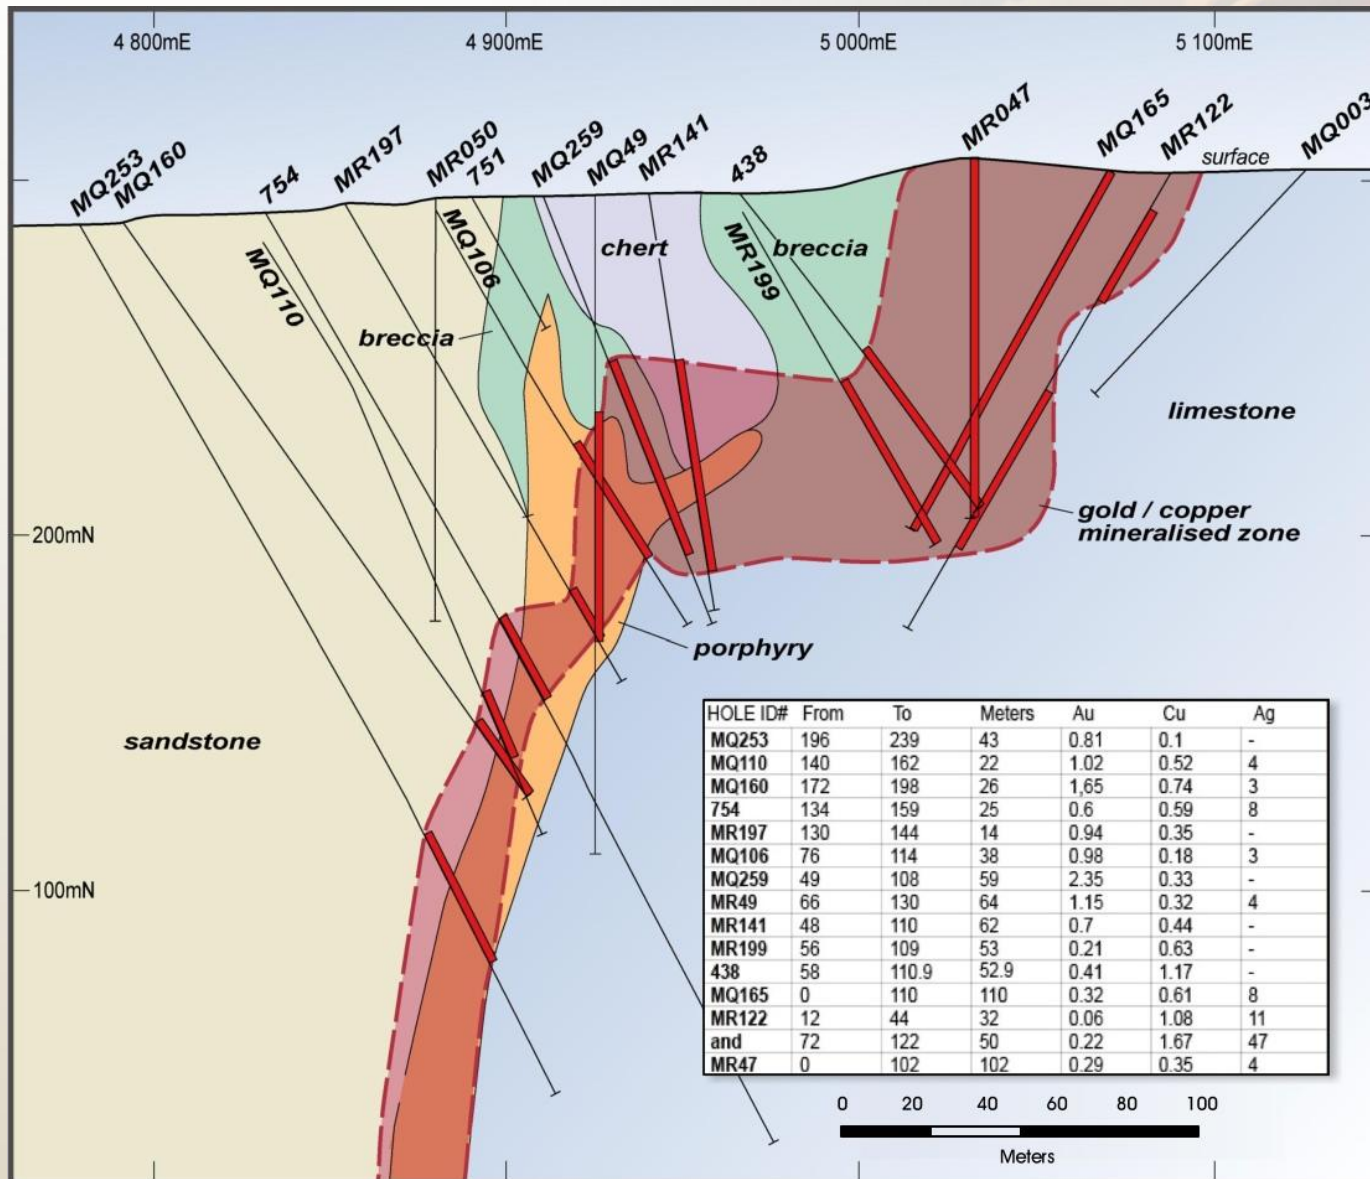 4 800mE
4 900mE
5 000mE
5 100mE
MQ253
MQ160
754
MR197
MR050
751
MQ259
MQ49
MR141
438
MR047
MQ165
MR122
surface
MQ003
MQ110
MQ106
MR199
chert
breccia
breccia
limestone
gold / copper
mineralised zone
200mN
porphyry
sandstone
100mN
HOLE ID# From To Meters Au Cu Ag
MQ253 196 239 43 0.81 0.1 -
MQ110 140 162 22 1.02 0.52 4
MQ160 172 198 26 1,65 0.74 3
754 134 159 25 0.6 0.59 8
MR197 130 144 14 0.94 0.35 -
MQ106 76 114 38 0.98 0.18 3
MQ259 49 108 59 2.35 0.33 -
MR49 66 130 64 1.15 0.32 4
MR141 48 110 62 0.7 0.44 -
MR199 56 109 53 0.21 0.63 -
438 58 110.9 52.9 0.41 1.17 -
MQ165 0 110 110 0.32 0.61 8
MR122 12 44 32 0.06 1.08 11
and 72 122 50 0.22 1.67 47
MR47 0 102 102 0.29 0.35 4
0 20 40 60 80 100
Meters